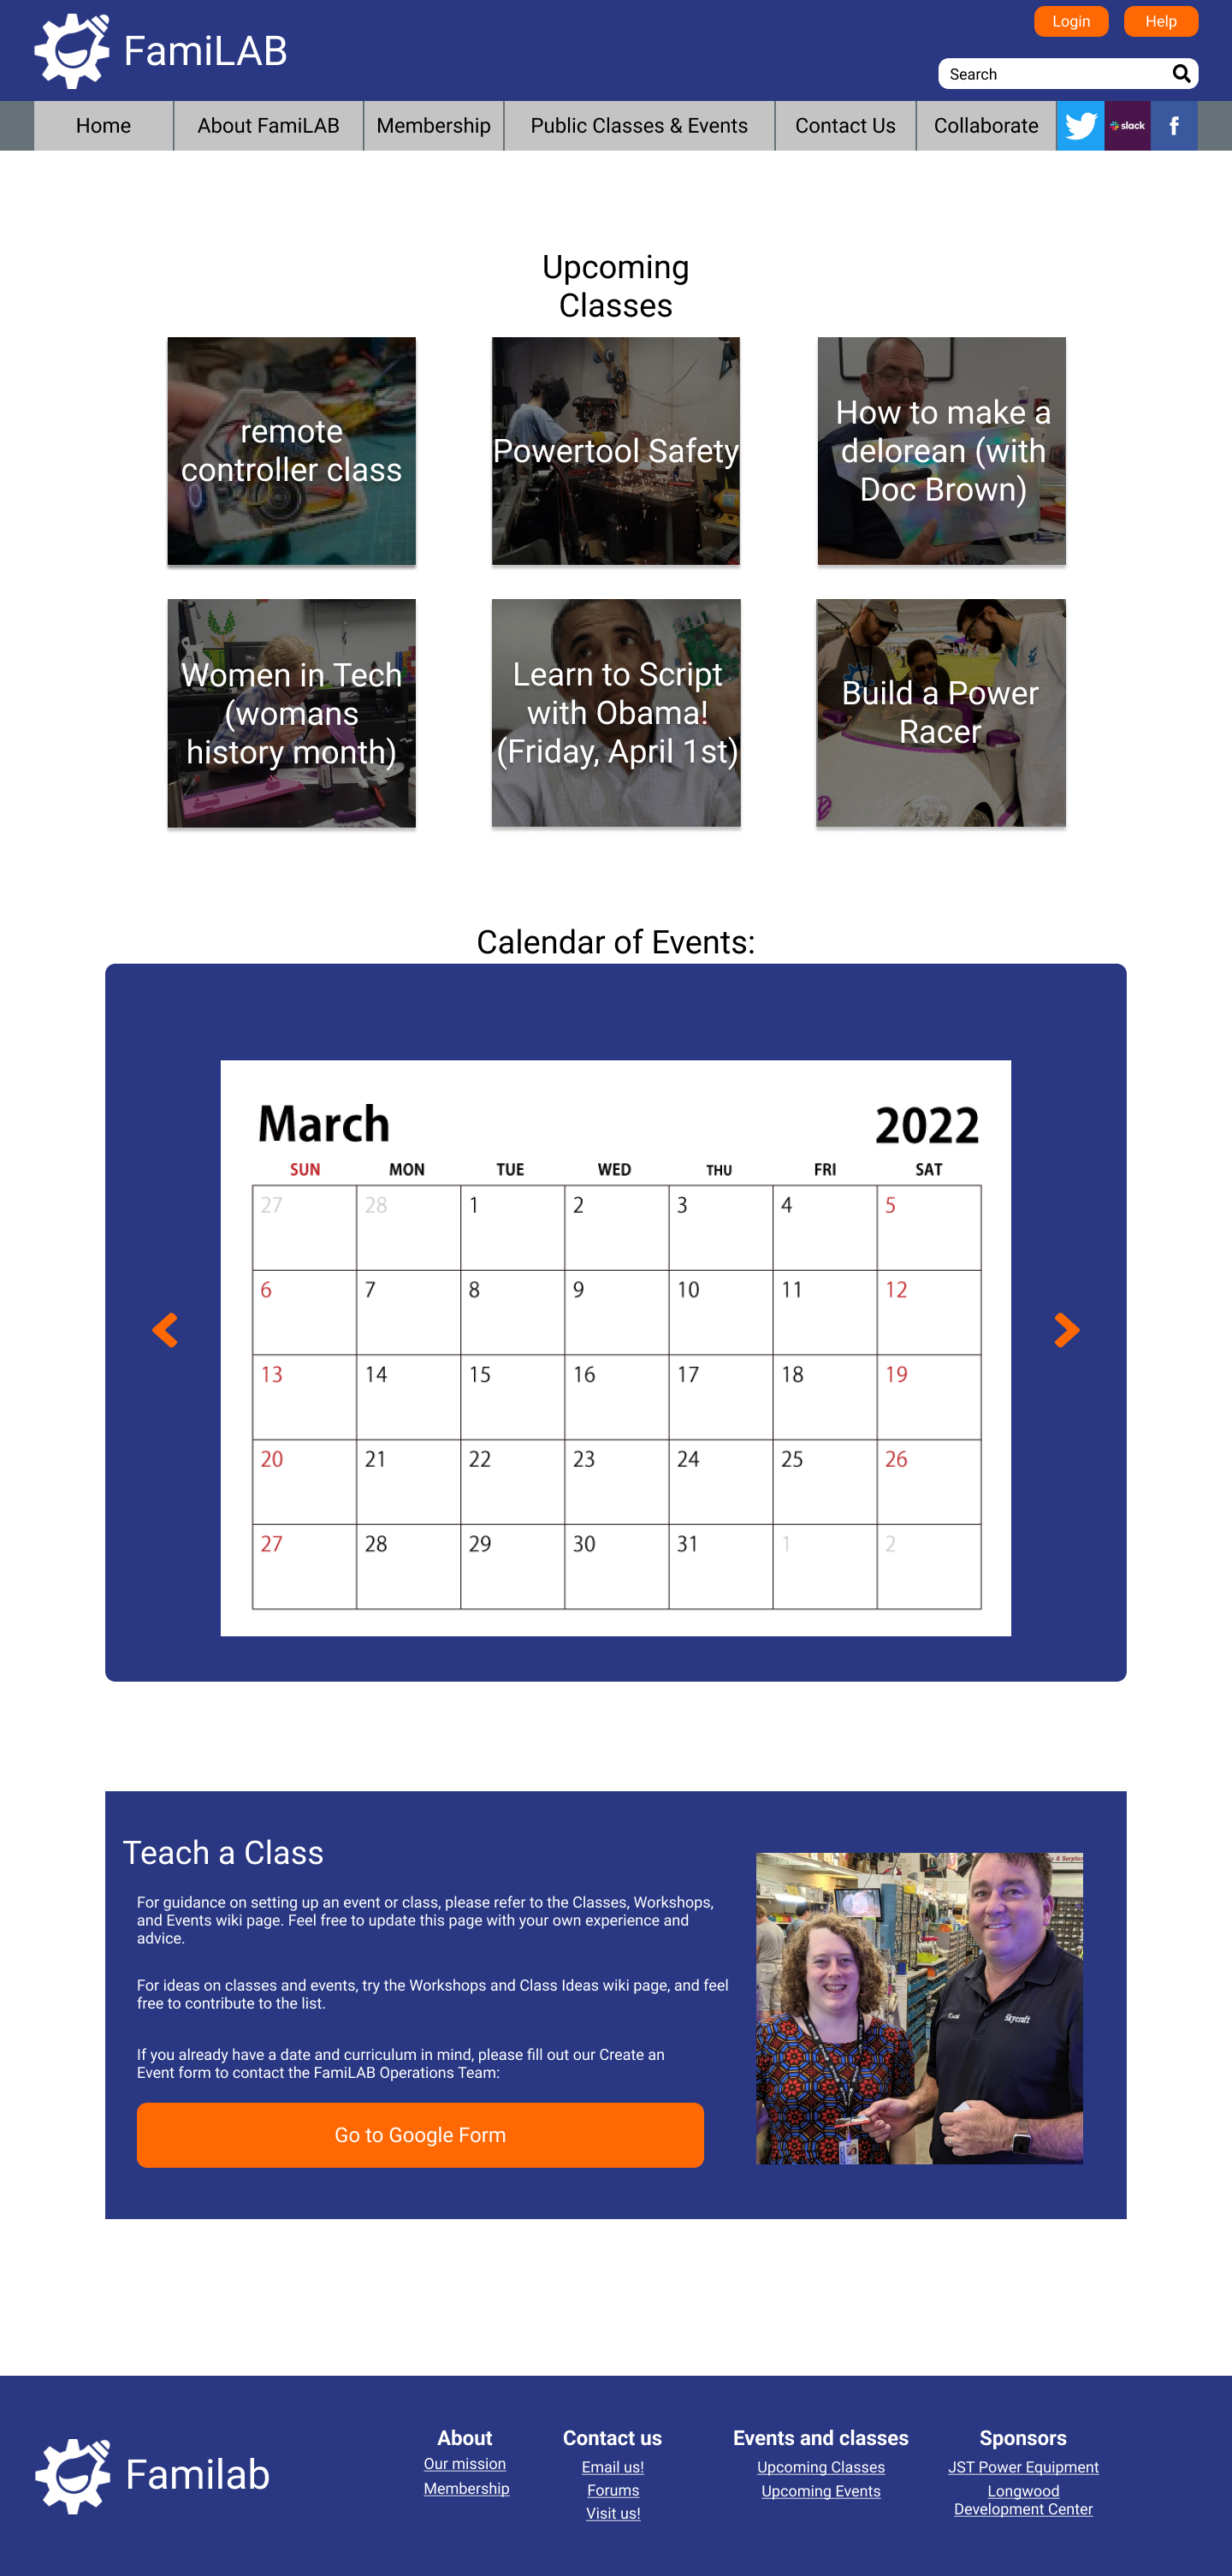 FamiLAB
Login
Help
Search
Home
About FamiLAB
Membership
Public Classes & Events
Contact Us
Collaborate
slack
f
Upcoming
Classes
remote
controller class
Powertool Safety
How to make a
delorean (with
Doc Brown)
Women in Tech
(womans
history month)
Learn to Script
with Obama!
(Friday, April 1st)
Build a Power
Racer
Calendar of Events:
March 2022
SUN MON TUE WED THU FRI SAT
27 28 1 2 3 4 5
6 7 8 9 10 11 12
13 14 15 16 17 18 19
20 21 22 23 24 25 26
27 28 29 30 31 1 2
Teach a Class
For guidance on setting up an event or class, please refer to the Classes, Workshops,
and Events wiki page. Feel free to update this page with your own experience and
advice.
For ideas on classes and events, try the Workshops and Class Ideas wiki page, and feel
free to contribute to the list.
If you already have a date and curriculum in mind, please fill out our Create an
Event form to contact the FamiLAB Operations Team:
Go to Google Form
& Surplus
Skycraft
Familab
About
Our mission
Membership
Contact us
Email us!
Forums
Visit us!
Events and classes
Upcoming Classes
Upcoming Events
Sponsors
JST Power Equipment
Longwood
Development Center